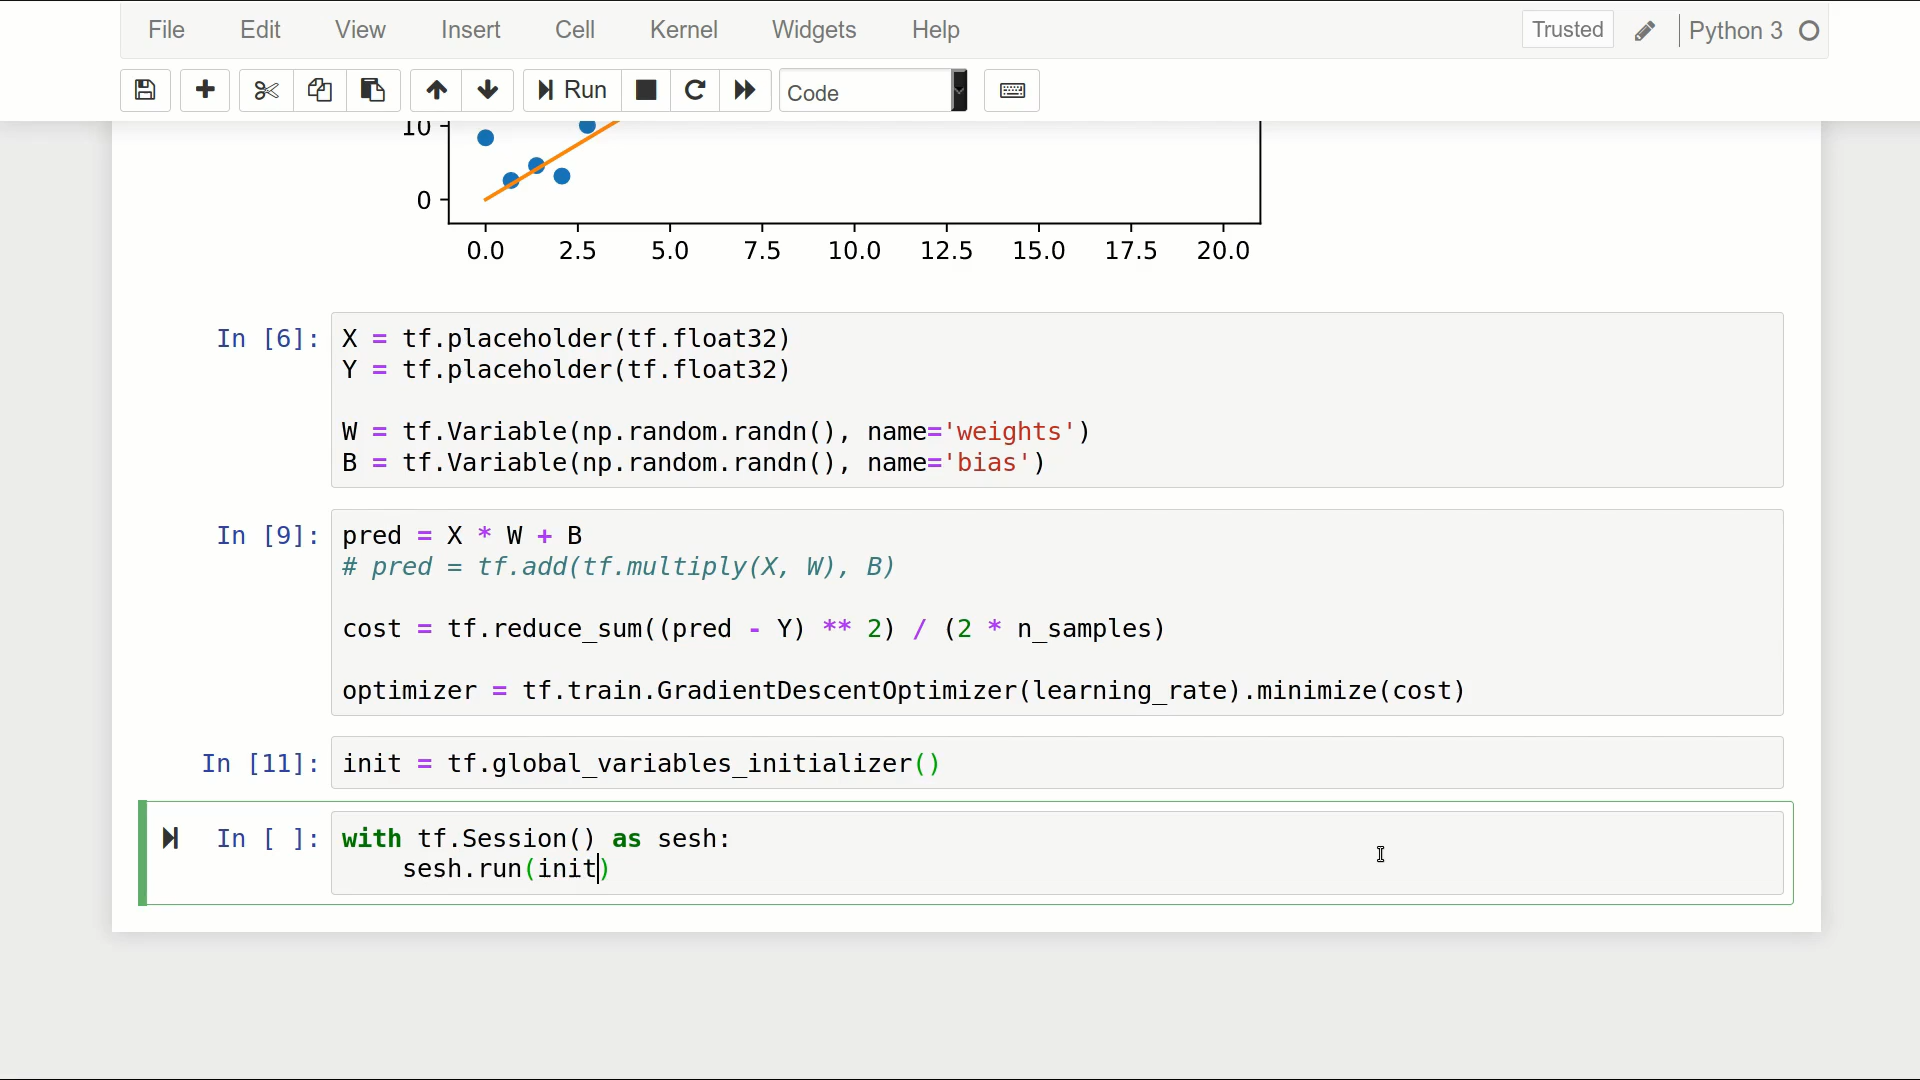 File Edit View Insert Cell Kernel Widgets Help Trusted Python 3
Run Code
10
0
0.0 2.5 5.0 7.5 10.0 12.5 15.0 17.5 20.0
In [6]: X = tf.placeholder(tf.float32)
Y = tf.placeholder(tf.float32)
W = tf.Variable(np.random.randn(), name='weights')
B = tf.Variable(np.random.randn(), name='bias')
In [9]: pred = X * W + B
# pred = tf.add(tf.multiply(X, W), B)
cost = tf.reduce_sum((pred - Y) ** 2) / (2 * n_samples)
optimizer = tf.train.GradientDescentOptimizer(learning_rate).minimize(cost)
In [11]: init = tf.global_variables_initializer()
In [ ]: with tf.Session() as sesh:
sesh.run(init)